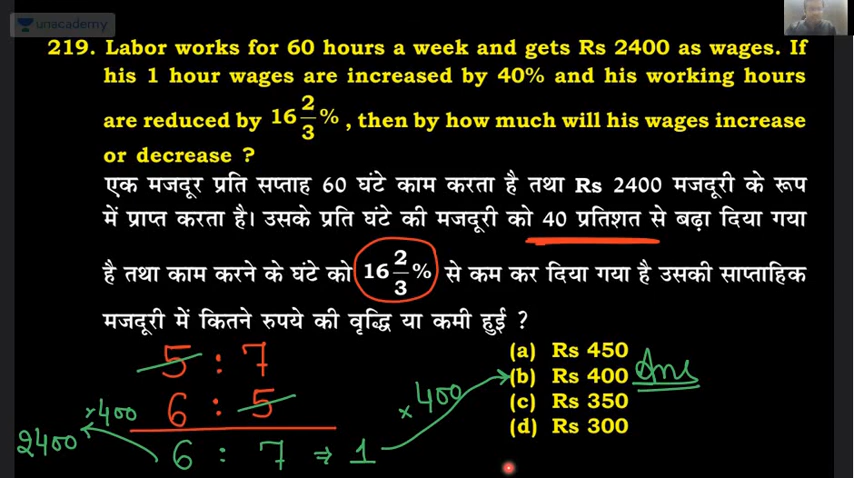 unacademy
219. Labor works for 60 hours a week and gets Rs 2400 as wages. If
his 1 hour wages are increased by 40% and his working hours
are reduced by 16 2/3 %, then by how much will his wages increase
or decrease ?
एक मजदूर प्रति सप्ताह 60 घंटे काम करता है तथा Rs 2400 मजदूरी के रूप
में प्राप्त करता है। उसके प्रति घंटे की मजदूरी को 40 प्रतिशत से बढ़ा दिया गया
है तथा काम करने के घंटे को 16 2/3 % से कम कर दिया गया है उसकी साप्ताहिक
मजदूरी में कितने रुपये की वृद्धि या कमी हुई ?
(a) Rs 450
(b) Rs 400 Ans
(c) Rs 350
(d) Rs 300
5 : 7
6 : 5
×400
×400
2400
6 : 7 ⇒ 1